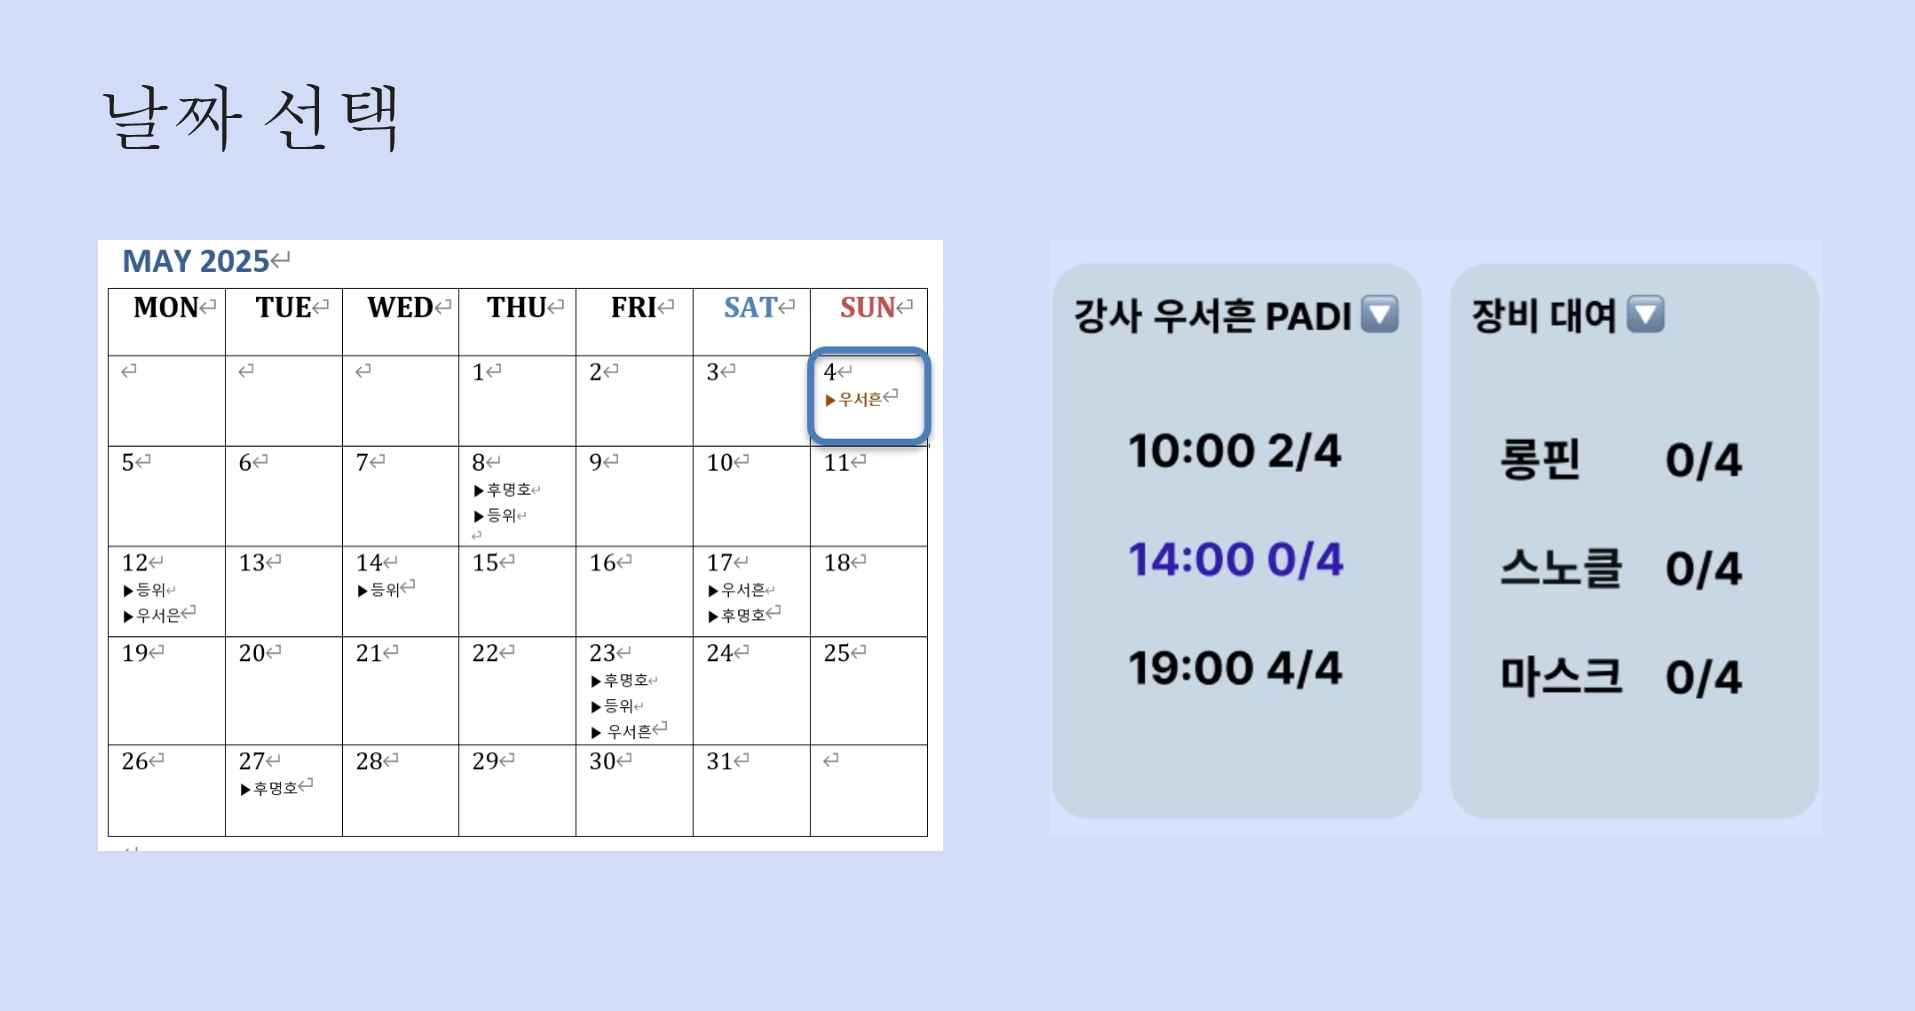 날짜 선택
MAY 2025
MON TUE WED THU FRI SAT SUN
1 2 3 4
▶우서흔
5 6 7 8 9 10 11
▶후명호
▶등위
12 13 14 15 16 17 18
▶등위 ▶등위 ▶우서흔
▶우서은 ▶후명호
19 20 21 22 23 24 25
▶후명호
▶등위
▶ 우서흔
26 27 28 29 30 31
▶후명호
강사 우서흔 PADI
10:00 2/4
14:00 0/4
19:00 4/4
장비 대여
롱핀 0/4
스노클 0/4
마스크 0/4